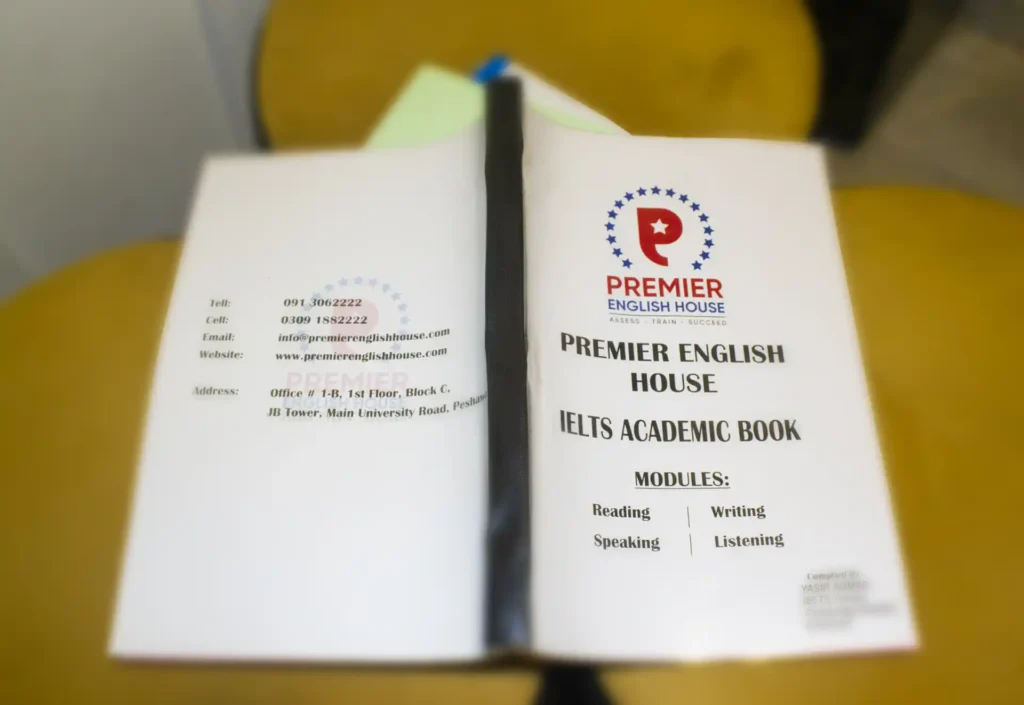 Tell: 091 3062222
Cell: 0309 1882222
Email: info@premierenglishhouse.com
Website: www.premierenglishhouse.com
Address: Office # 1-B, 1st Floor, Block C,
JB Tower, Main University Road,
PREMIER
PREMIER
ENGLISH HOUSE
ASSESS - TRAIN - SUCCEED
PREMIER ENGLISH
HOUSE
IELTS ACADEMIC BOOK
MODULES:
Reading | Writing
Speaking | Listening